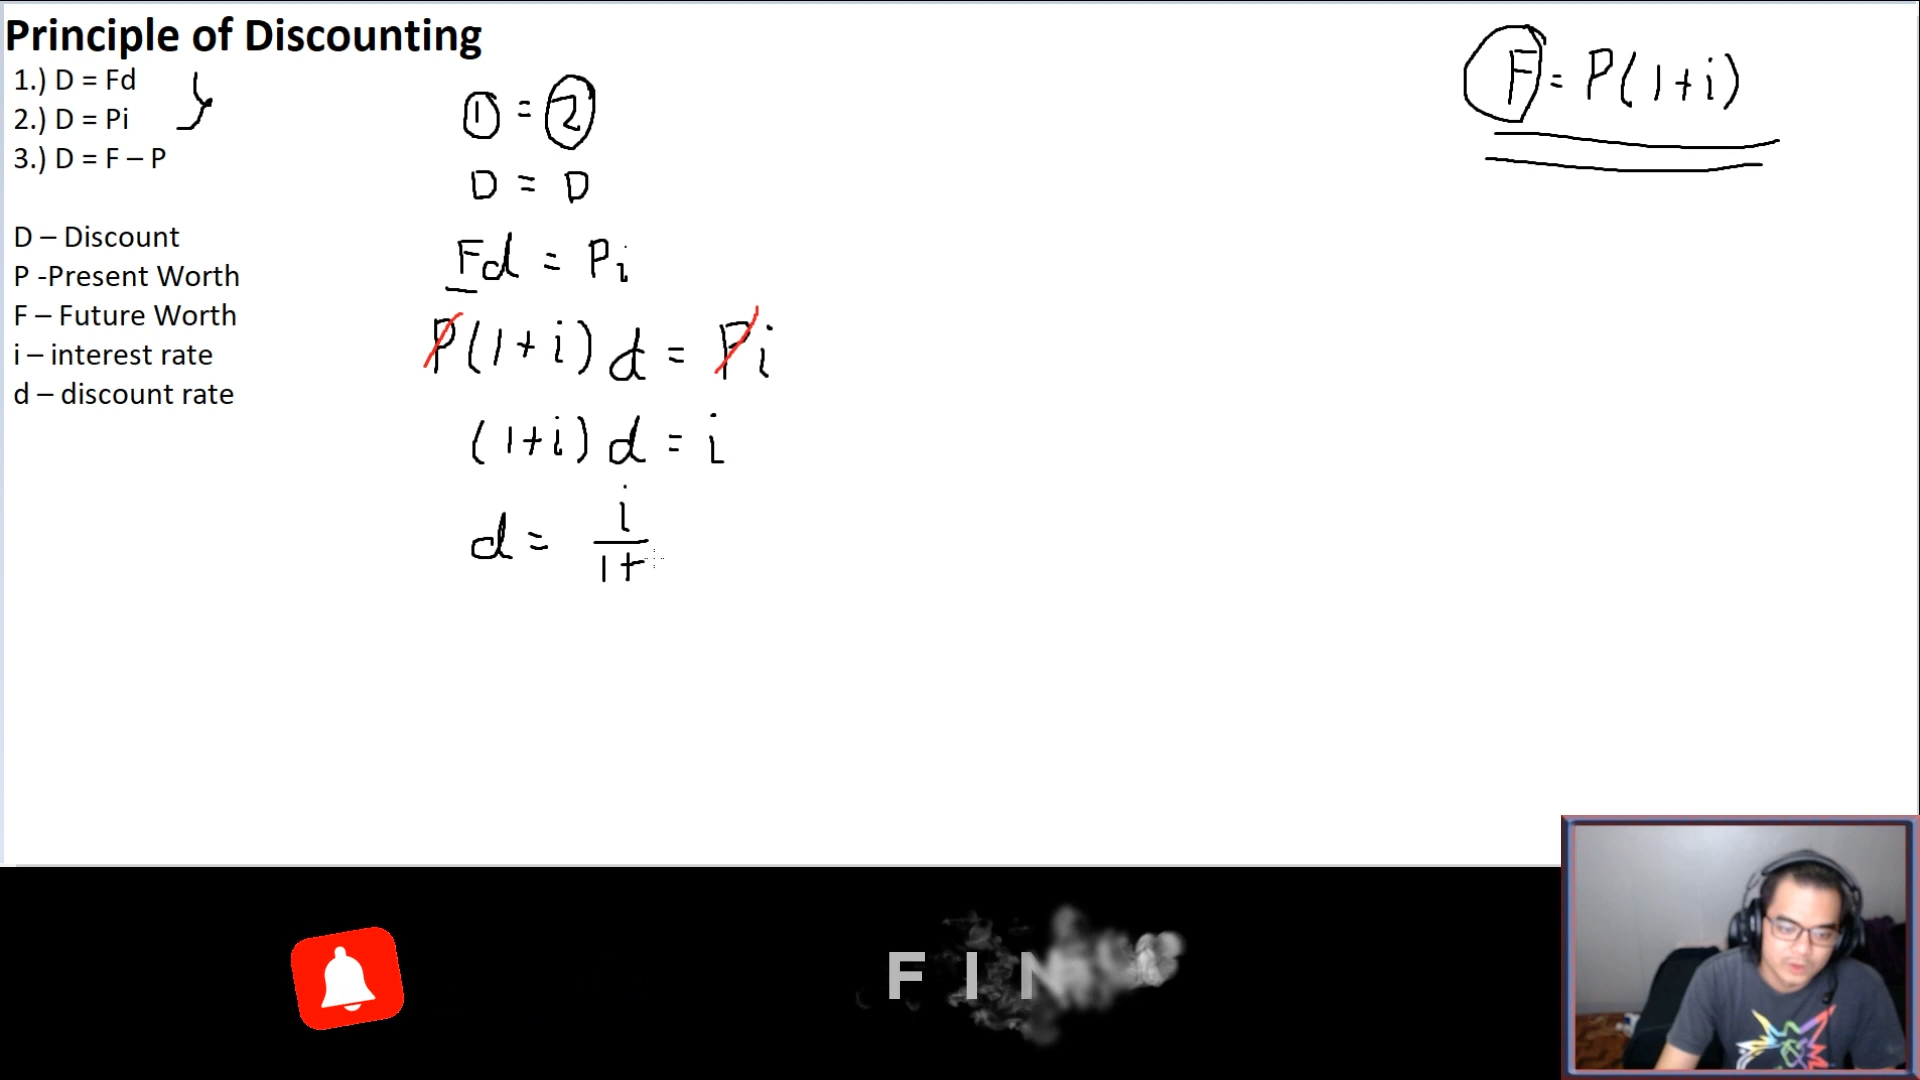 Principle of Discounting
1.) D = Fd
2.) D = Pi
3.) D = F – P
D – Discount
P -Present Worth
F – Future Worth
i – interest rate
d – discount rate
① = ②
D = D
Fd = Pi
P(1+i) d = Pi
(1+i) d = i
d = i
1+
F = P(1+i)
F I N